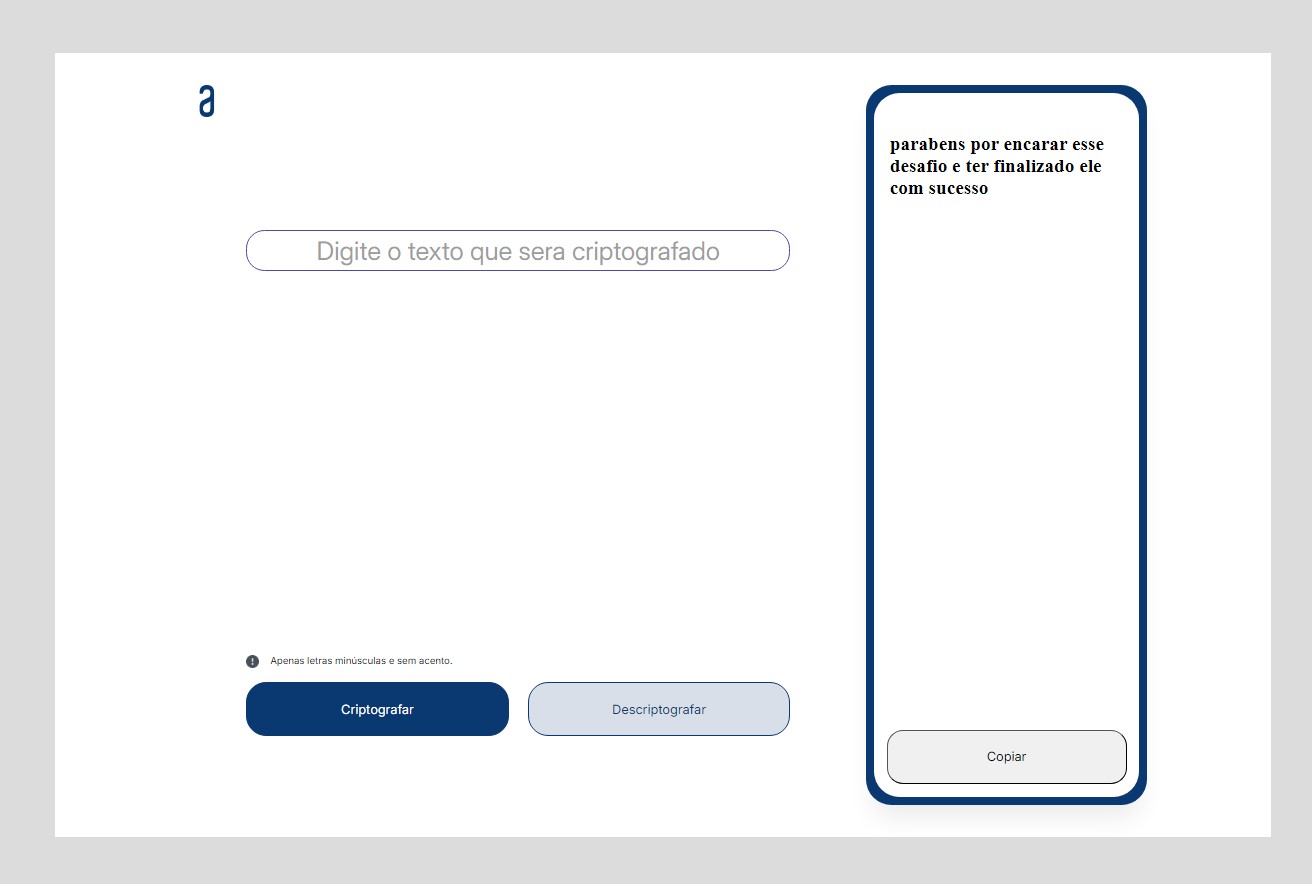 a
Digite o texto que sera criptografado
Apenas letras minúsculas e sem acento.
Criptografar
Descriptografar
parabens por encarar esse
desafio e ter finalizado ele
com sucesso
Copiar